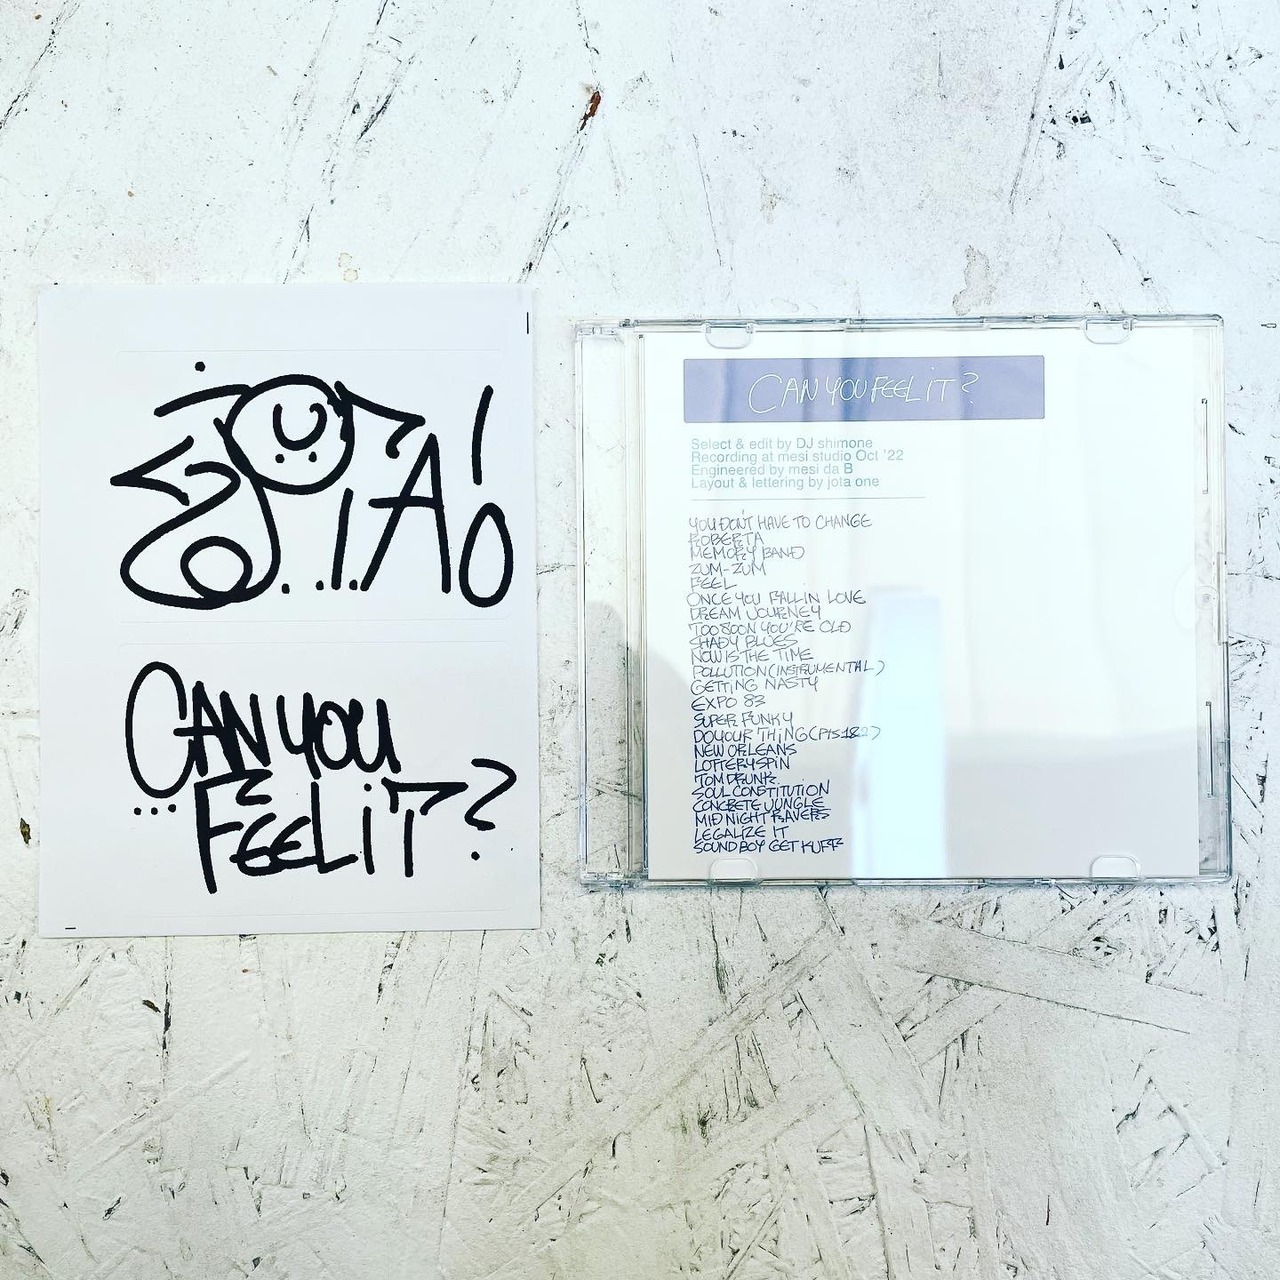 CAN YOU
FEEL iT?
CAN YOU FEEL IT?
Select & edit by DJ shimone
Recording at mesi studio Oct '22
Engineered by mesi da B
Layout & lettering by jota one
YOU DON'T HAVE TO CHANGE
ROBERTA
MEMORY BAND
ZUM-ZUM
FEEL
ONCE YOU FALL IN LOVE
DREAM JOURNEY
TOO SOON YOU'RE OLD
SHADY BLUES
NOW IS THE TIME
POLLUTION (INSTRUMENTAL)
GETTING NASTY
EXPO 83
SUPER FUNKY
DO YOUR THiNG (PTS 1&2)
NEW ORLEANS
LOTTERY SPIN
TOM DRUNK
SOUL CONSTITUTION
CONCRETE JUNGLE
MIDNIGHT RAVERS
LEGALIZE IT
SOUND BOY GET KUFF